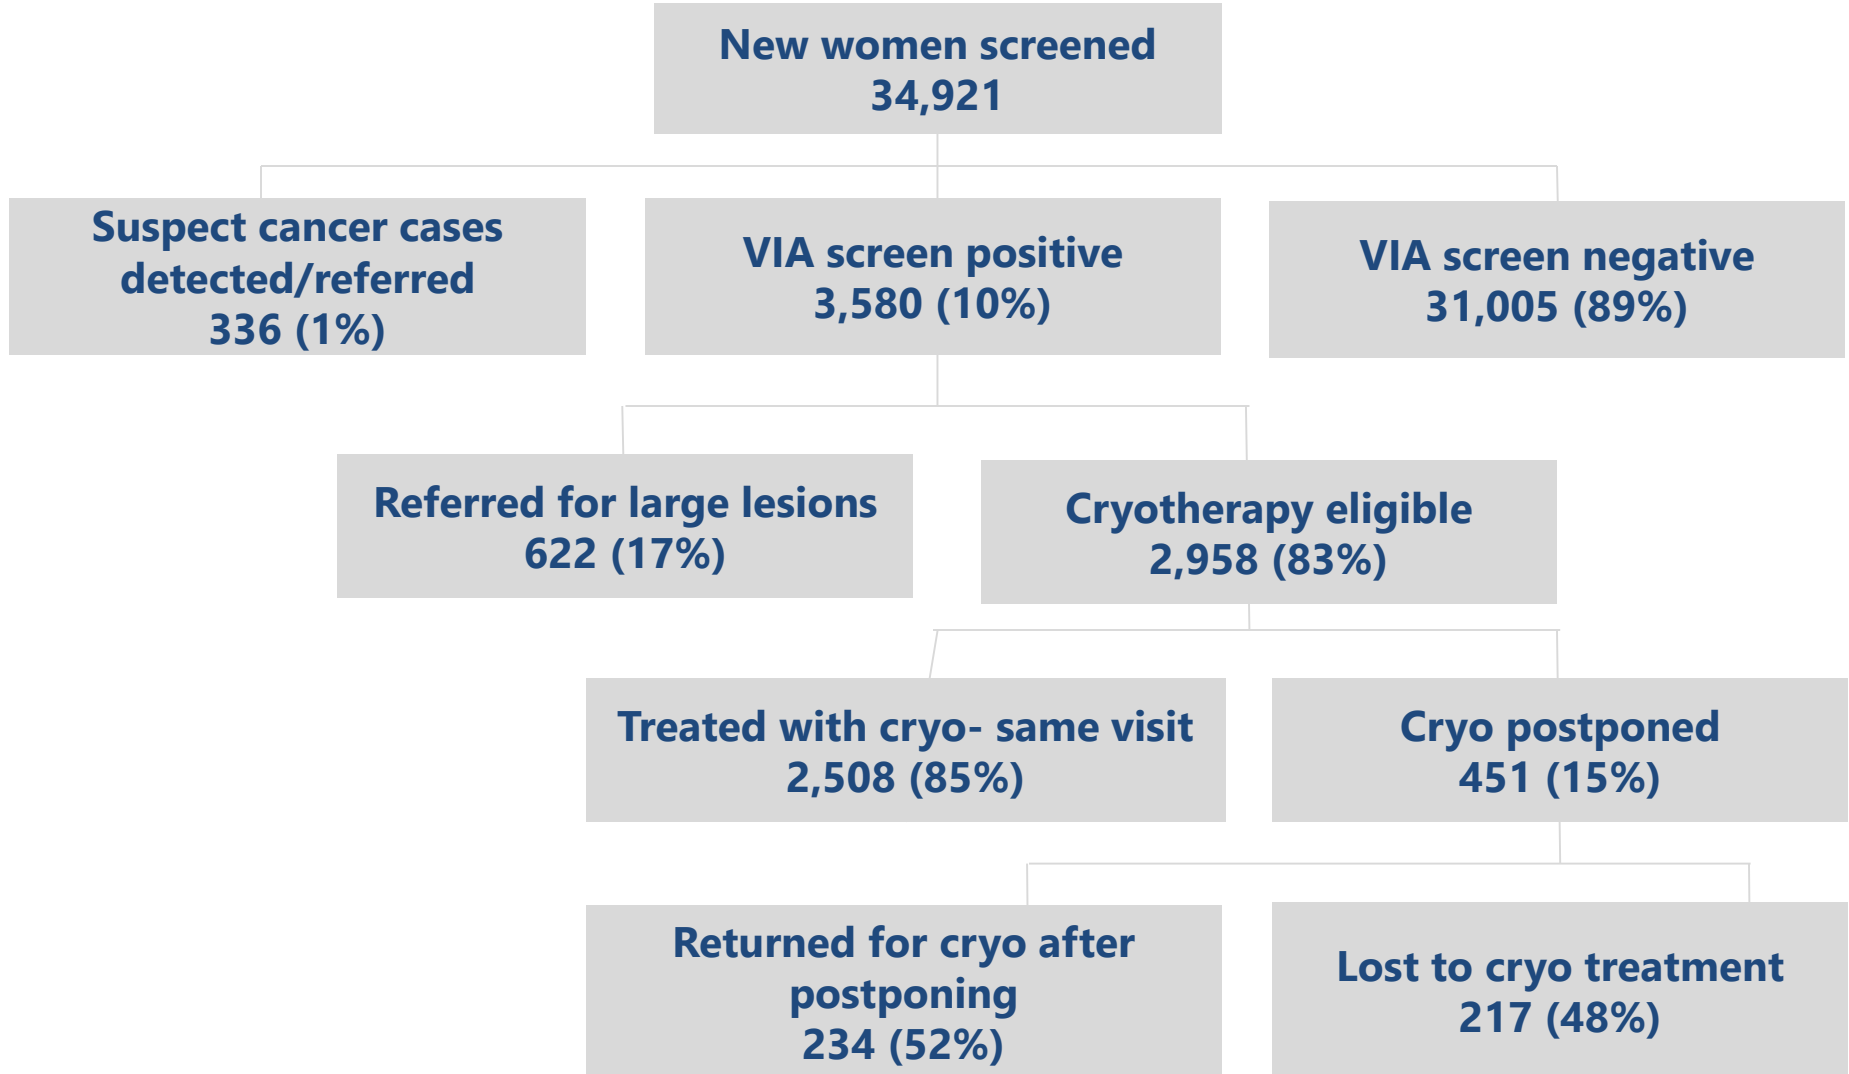 New women screened
34,921
Suspect cancer cases
detected/referred
336 (1%)
VIA screen positive
3,580 (10%)
VIA screen negative
31,005 (89%)
Referred for large lesions
622 (17%)
Cryotherapy eligible
2,958 (83%)
Treated with cryo- same visit
2,508 (85%)
Cryo postponed
451 (15%)
Returned for cryo after
postponing
234 (52%)
Lost to cryo treatment
217 (48%)